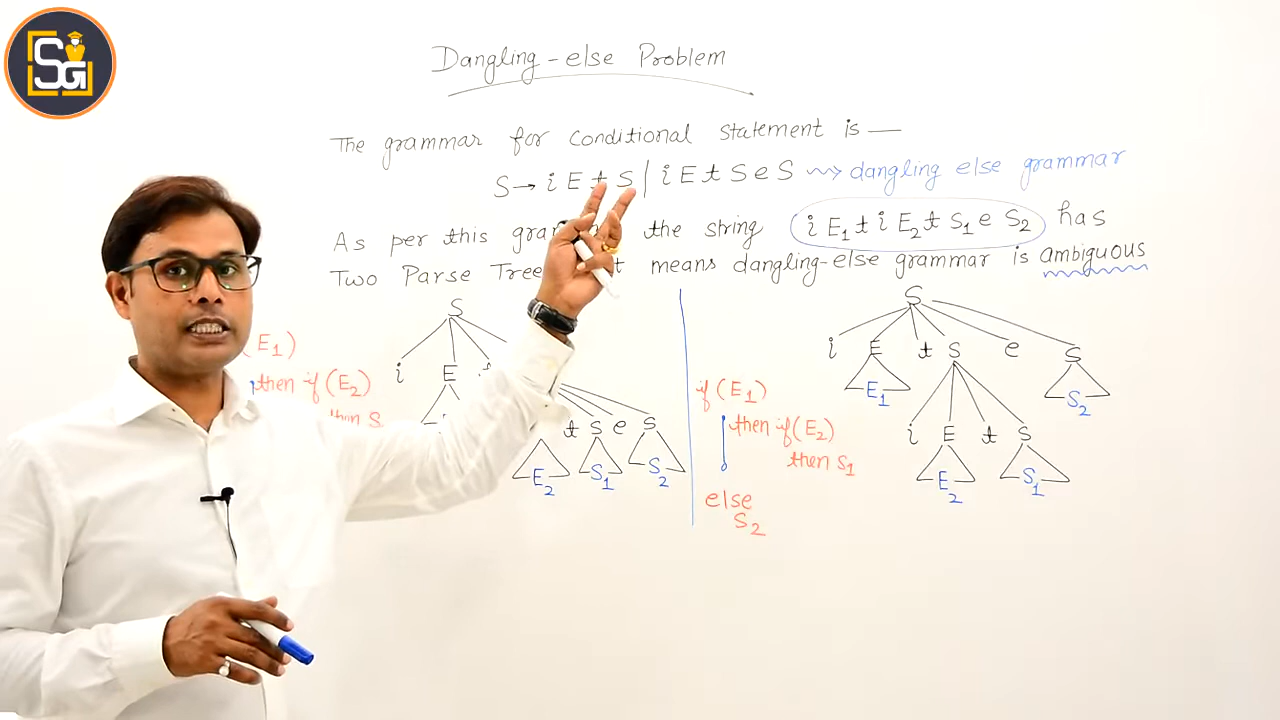 SG
Dangling-else Problem
The grammar for conditional statement is —
S → i E t S | i E t S e S ⇝ dangling else grammar
As per this the string i E1 t i E2 t S1 e S2 has
Two Parse means dangling-else grammar is ambiguous
S
i E
t S e S
E2 S1 S2
E1)
then if (E2)
then S
S
i E t S e S
E1 S2
i E t S
E2 S1
if (E1)
then if (E2)
then S1
else
S2